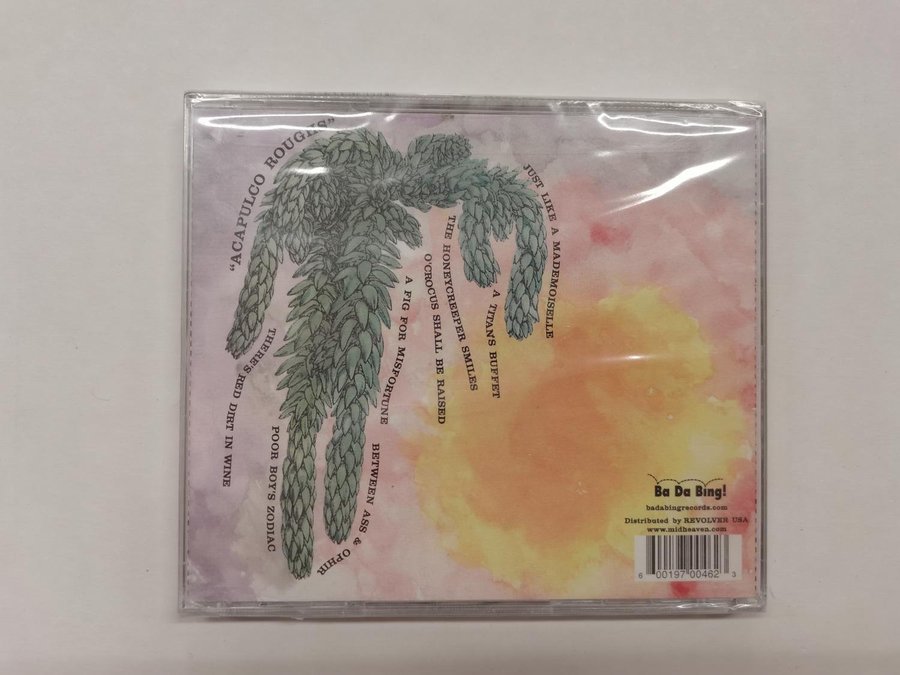 "ACAPULCO ROUGHS"
THERE'S RED DIRT IN WINE
POOR BOY'S ZODIAC
BETWEEN ASS & OPHIR
A FIG FOR MISFORTUNE
O'CROCUS SHALL BE RAISED
THE HONEYCREEPER SMILES
A TITAN'S BUFFET
JUST LIKE A MADEMOISELLE
Ba Da Bing!
badabingrecords.com
Distributed by REVOLVER USA
www.midheaven.com
6 00197 00462 3